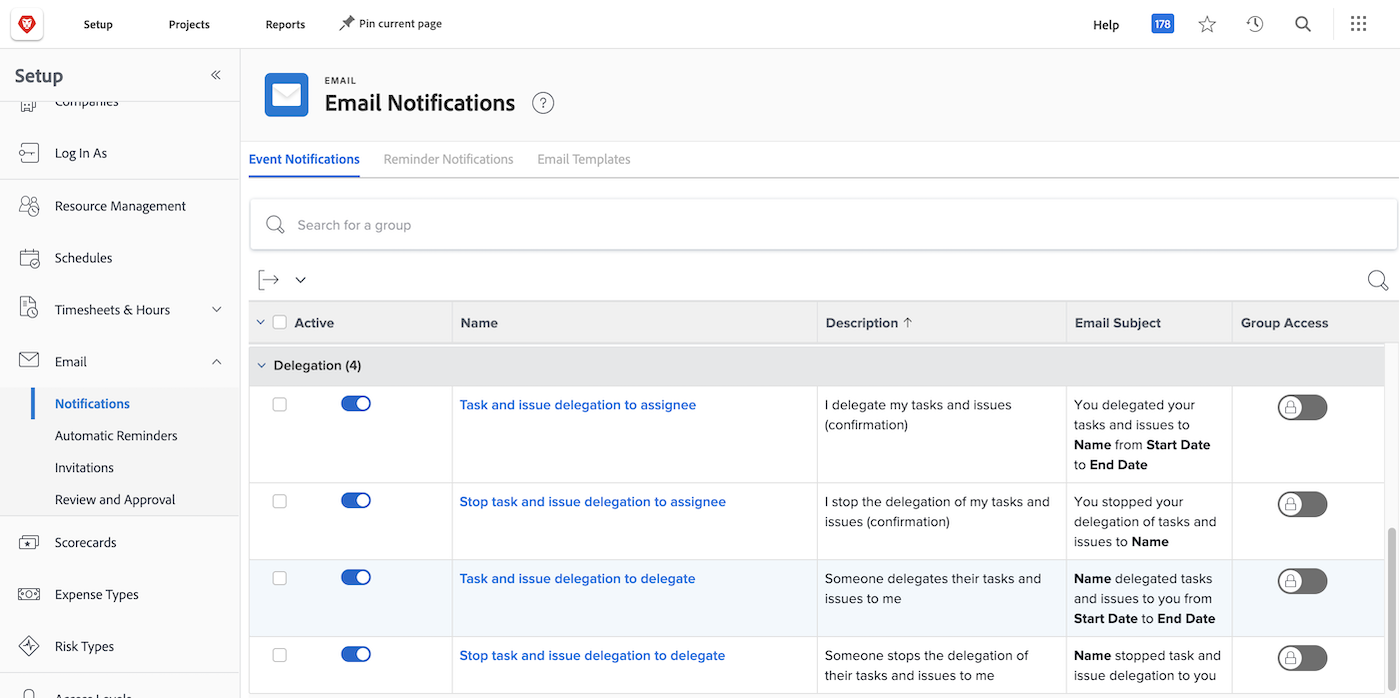 Setup
Projects
Reports
Pin current page
Help
178
Setup
Companies
Log In As
Resource Management
Schedules
Timesheets & Hours
Email
Notifications
Automatic Reminders
Invitations
Review and Approval
Scorecards
Expense Types
Risk Types
Access Levels
EMAIL
Email Notifications
?
Event Notifications
Reminder Notifications
Email Templates
Search for a group
Active
Name
Description ↑
Email Subject
Group Access
Delegation (4)
Task and issue delegation to assignee
I delegate my tasks and issues
(confirmation)
You delegated your
tasks and issues to
Name from Start Date
to End Date
Stop task and issue delegation to assignee
I stop the delegation of my tasks and
issues (confirmation)
You stopped your
delegation of tasks and
issues to Name
Task and issue delegation to delegate
Someone delegates their tasks and
issues to me
Name delegated tasks
and issues to you from
Start Date to End Date
Stop task and issue delegation to delegate
Someone stops the delegation of
their tasks and issues to me
Name stopped task and
issue delegation to you